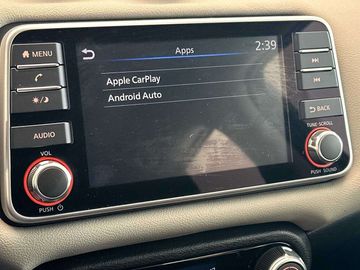 MENU
Apps
2:39
Apple CarPlay
Android Auto
BACK
AUDIO
TUNE·SCROLL
VOL
PUSH
PUSH SOUND